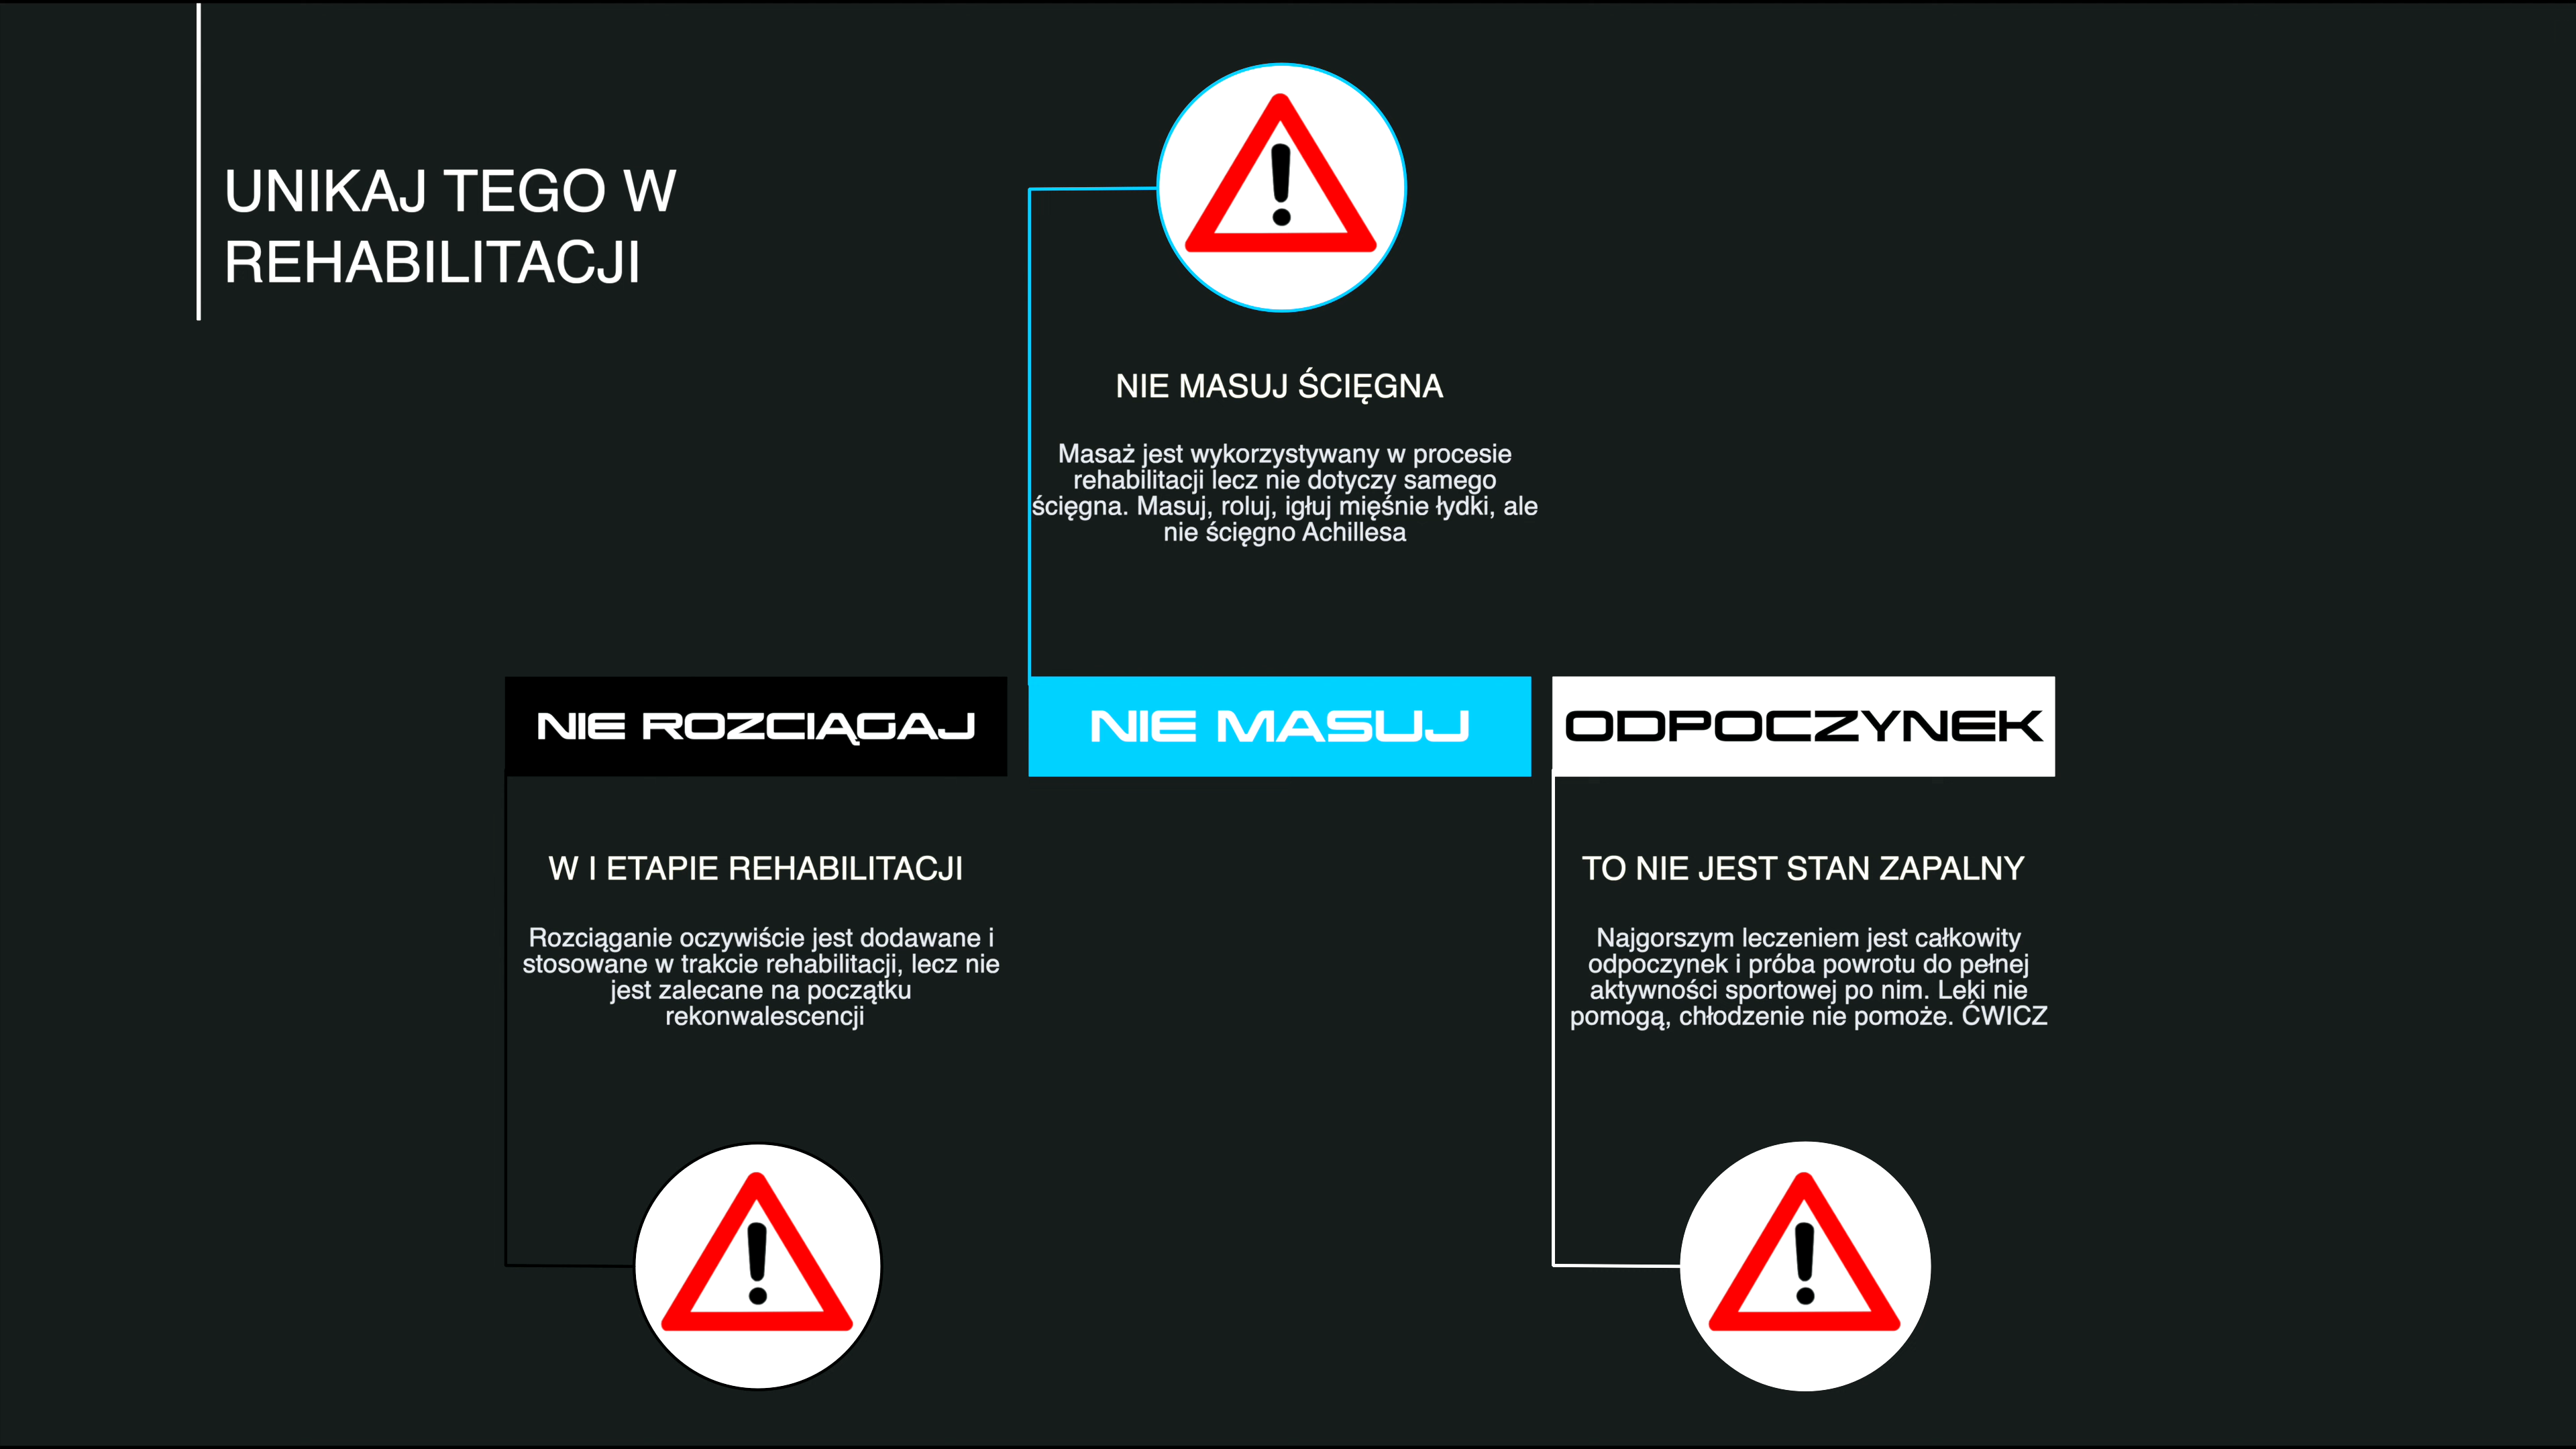 UNIKAJ TEGO W
REHABILITACJI
NIE MASUJ ŚCIĘGNA
Masaż jest wykorzystywany w procesie
rehabilitacji lecz nie dotyczy samego
ścięgna. Masuj, roluj, igłuj mięśnie łydki, ale
nie ścięgno Achillesa
NIE ROZCIĄGAJ
NIE MASUJ
ODPOCZYNEK
W I ETAPIE REHABILITACJI
Rozciąganie oczywiście jest dodawane i
stosowane w trakcie rehabilitacji, lecz nie
jest zalecane na początku
rekonwalescencji
TO NIE JEST STAN ZAPALNY
Najgorszym leczeniem jest całkowity
odpoczynek i próba powrotu do pełnej
aktywności sportowej po nim. Leki nie
pomogą, chłodzenie nie pomoże. ĆWICZ